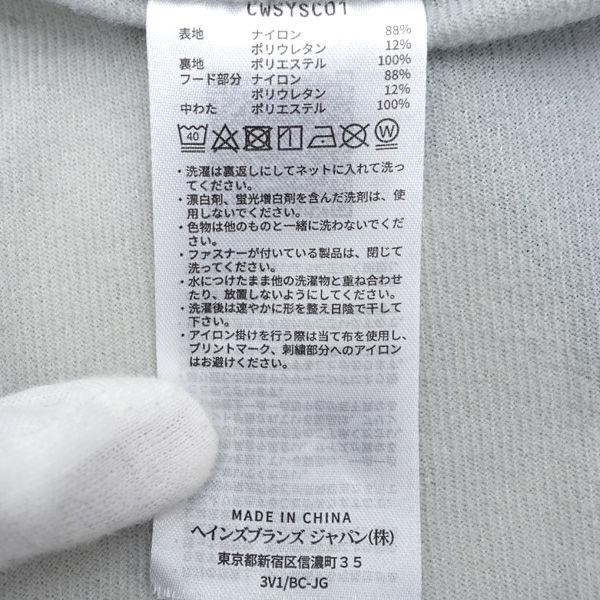 CWSYSC01
表地 ナイロン 88%
ポリウレタン 12%
裏地 ポリエステル 100%
フード部分 ナイロン 88%
ポリウレタン 12%
中わた ポリエステル 100%
40 W
・洗濯は裏返しにしてネットに入れて洗っ
てください。
・漂白剤、蛍光増白剤を含んだ洗剤は、使
用しないでください。
・色物は他のものと一緒に洗わないでくだ
さい。
・ファスナーが付いている製品は、閉じて
洗ってください。
・水につけたまま他の洗濯物と重ね合わせ
たり、放置しないようにしてください。
・洗濯後は速やかに形を整え日陰で干して
下さい。
・アイロン掛けを行う際は当て布を使用し、
プリントマーク、刺繍部分へのアイロン
はお避けください。
MADE IN CHINA
ヘインズブランズ ジャパン(株)
東京都新宿区信濃町35
3V1/BC-JG